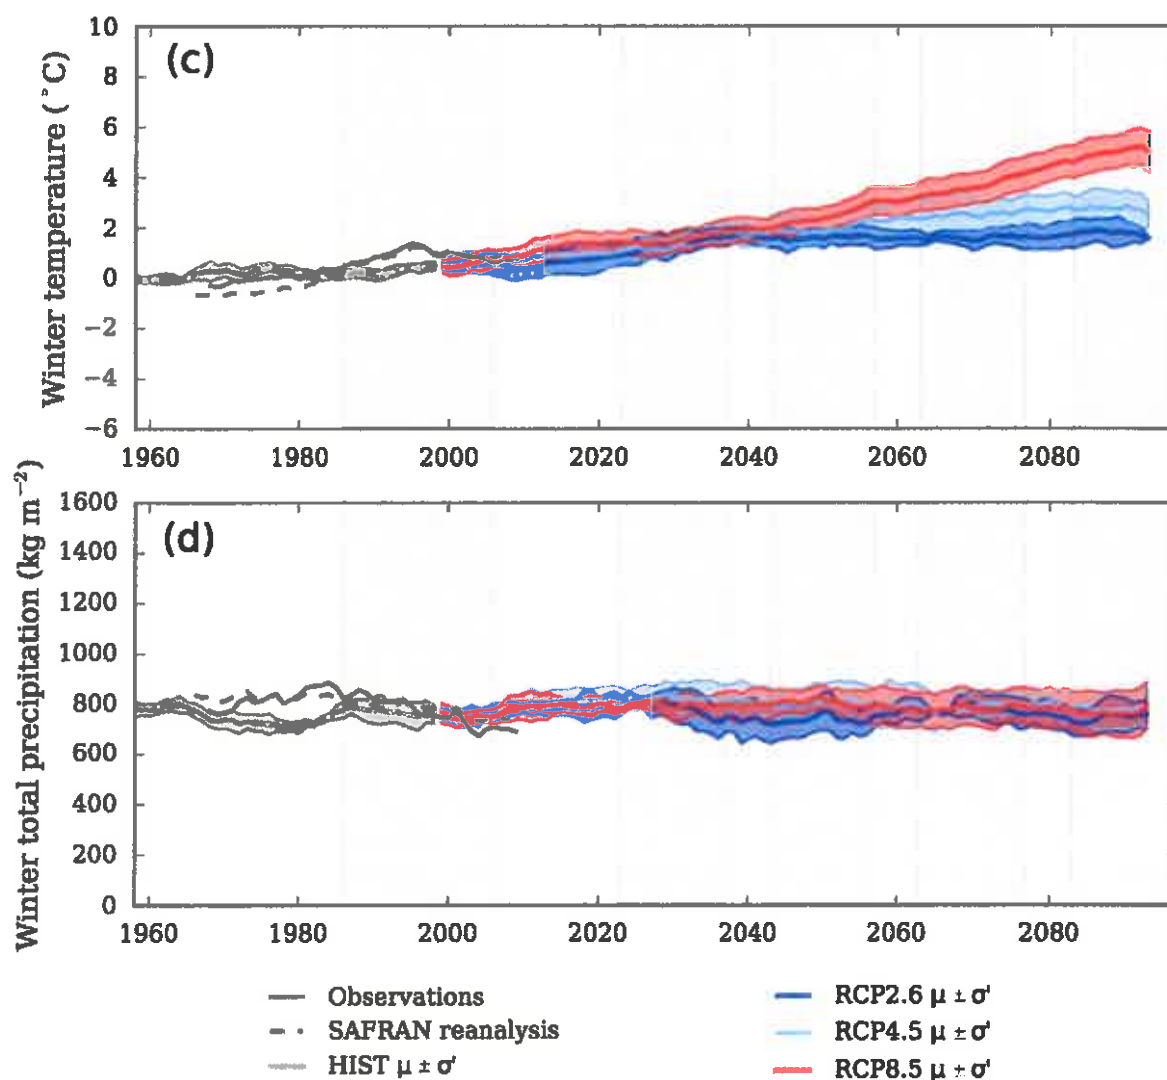 (c)
Winter temperature (°C)
10
8
6
4
2
0
−2
−4
−6
1960 1980 2000 2020 2040 2060 2080
(d)
Winter total precipitation (kg m⁻²)
1600
1400
1200
1000
800
600
400
200
0
1960 1980 2000 2020 2040 2060 2080
Observations
SAFRAN reanalysis
HIST μ ± σ'
RCP2.6 μ ± σ'
RCP4.5 μ ± σ'
RCP8.5 μ ± σ'